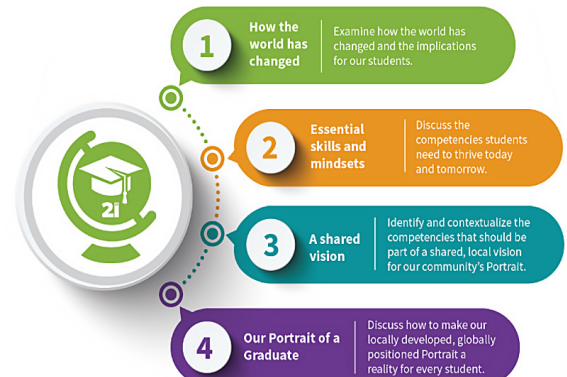 1
How the
world has
changed
Examine how the world has
changed and the implications
for our students.
2
Essential
skills and
mindsets
Discuss the
competencies students
need to thrive today
and tomorrow.
3
A shared
vision
Identify and contextualize the
competencies that should be
part of a shared, local vision
for our community's Portrait.
4
Our Portrait of a
Graduate
Discuss how to make our
locally developed, globally
positioned Portrait a
reality for every student.
21